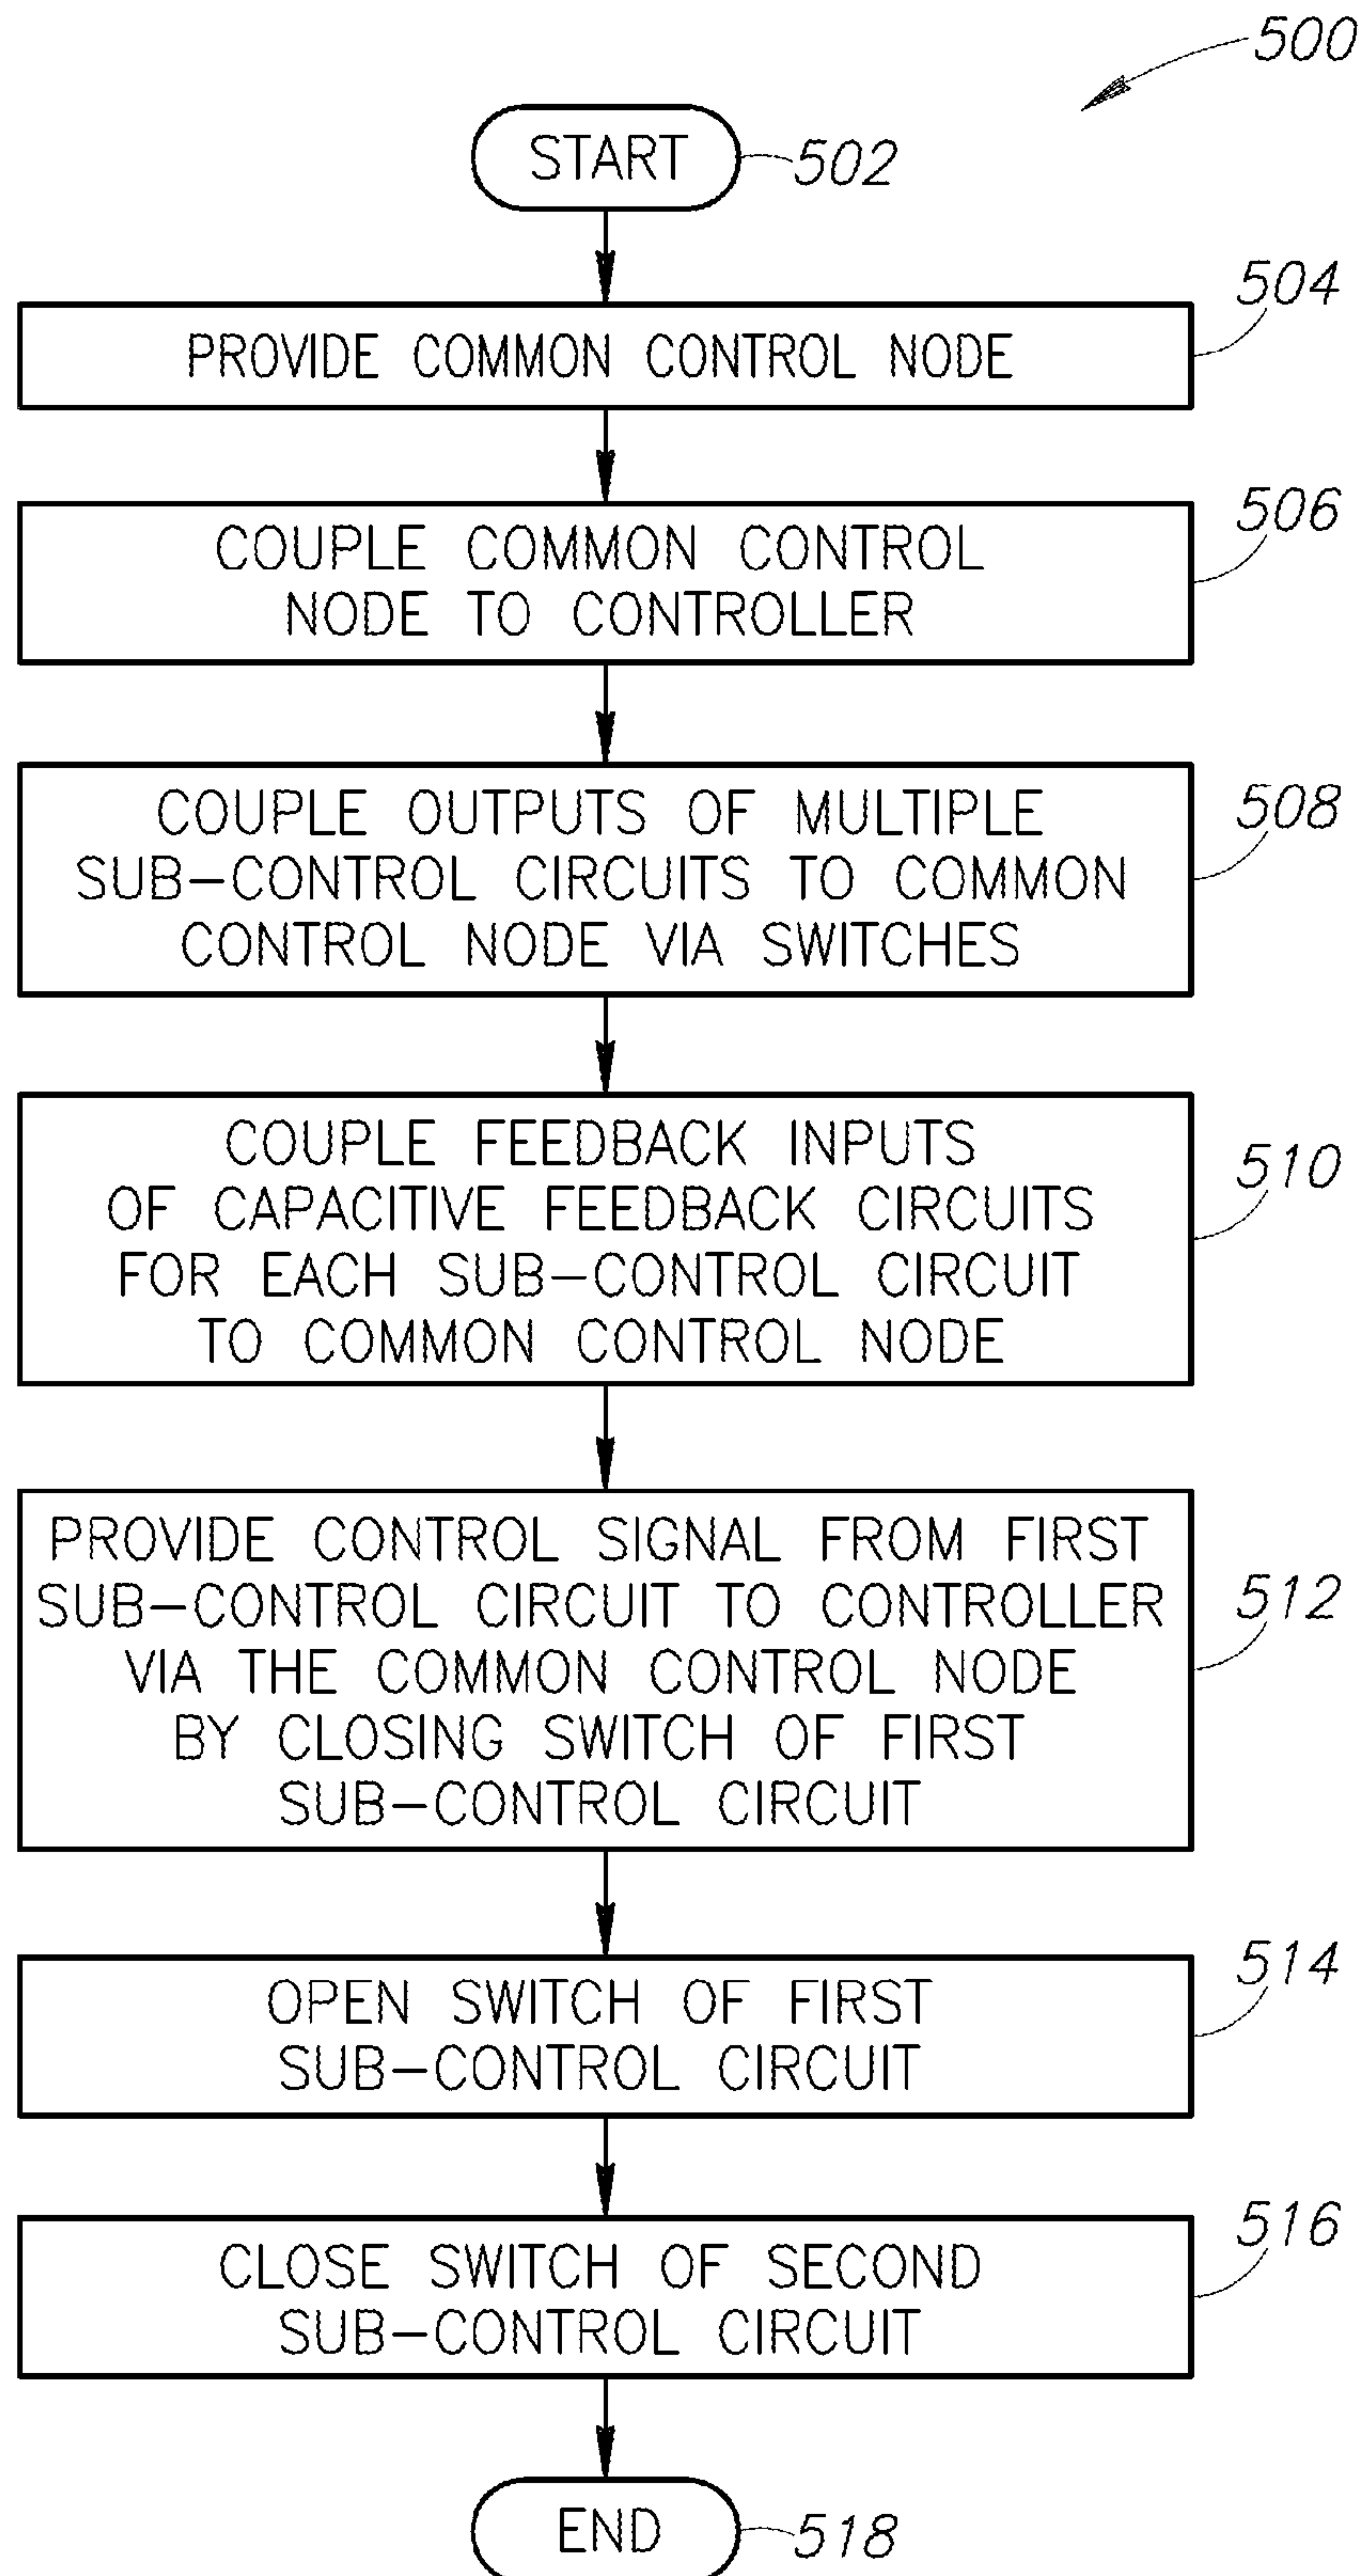 500
START
502
504
PROVIDE COMMON CONTROL NODE
506
COUPLE COMMON CONTROL
NODE TO CONTROLLER
508
COUPLE OUTPUTS OF MULTIPLE
SUB-CONTROL CIRCUITS TO COMMON
CONTROL NODE VIA SWITCHES
510
COUPLE FEEDBACK INPUTS
OF CAPACITIVE FEEDBACK CIRCUITS
FOR EACH SUB-CONTROL CIRCUIT
TO COMMON CONTROL NODE
512
PROVIDE CONTROL SIGNAL FROM FIRST
SUB-CONTROL CIRCUIT TO CONTROLLER
VIA THE COMMON CONTROL NODE
BY CLOSING SWITCH OF FIRST
SUB-CONTROL CIRCUIT
514
OPEN SWITCH OF FIRST
SUB-CONTROL CIRCUIT
516
CLOSE SWITCH OF SECOND
SUB-CONTROL CIRCUIT
END
518